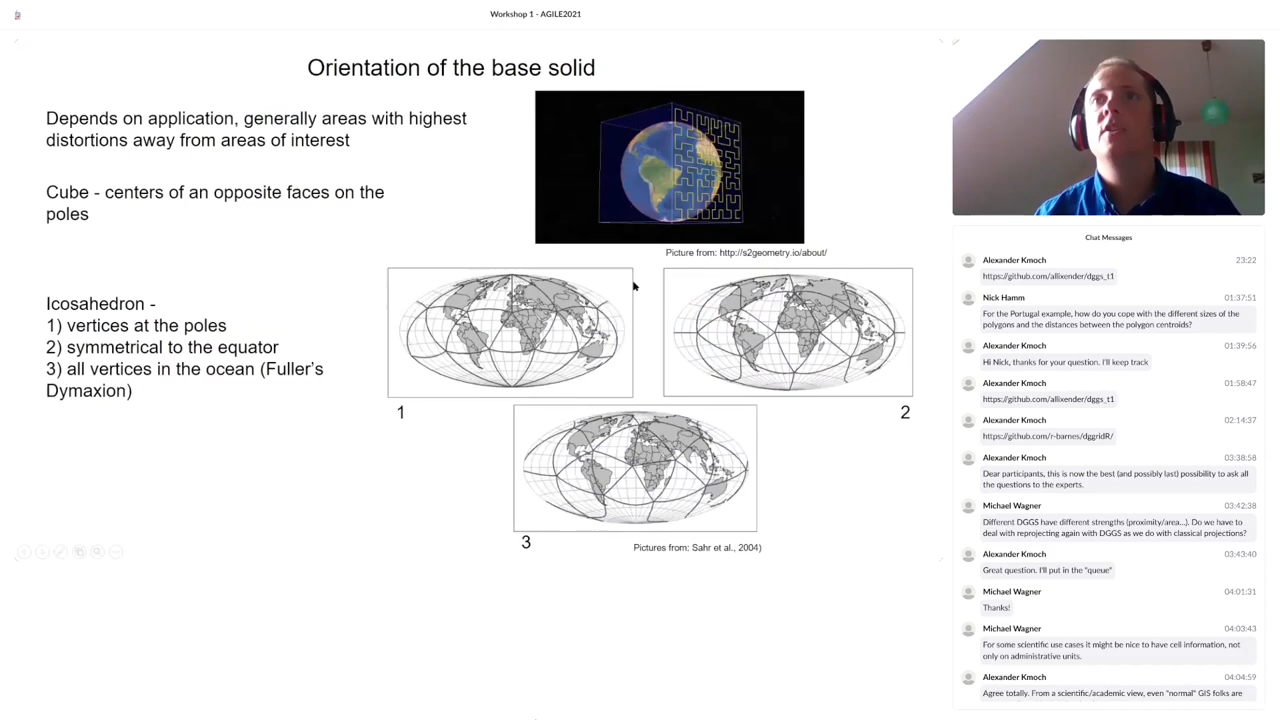 Workshop 1 - AGILE2021
Orientation of the base solid
Depends on application, generally areas with highest
distortions away from areas of interest
Cube - centers of an opposite faces on the
poles
Picture from: http://s2geometry.io/about/
Icosahedron -
1) vertices at the poles
2) symmetrical to the equator
3) all vertices in the ocean (Fuller's
Dymaxion)
1
2
3
Pictures from: Sahr et al., 2004)
Chat Messages
Alexander Kmoch 23:22
https://github.com/allixender/dggs_t1
Nick Hamm 01:37:51
For the Portugal example, how do you cope with the different sizes of the
polygons and the distances between the polygon centroids?
Alexander Kmoch 01:39:56
Hi Nick, thanks for your question. I'll keep track
Alexander Kmoch 01:58:47
https://github.com/allixender/dggs_t1
Alexander Kmoch 02:14:37
https://github.com/r-barnes/dggridR/
Alexander Kmoch 03:38:58
Dear participants, this is now the best (and possibly last) possibility to ask all
the questions to the experts.
Michael Wagner 03:42:38
Different DGGS have different strengths (proximity/area...). Do we have to
deal with reprojecting again with DGGS as we do with classical projections?
Alexander Kmoch 03:43:40
Great question. I'll put in the "queue"
Michael Wagner 04:01:31
Thanks!
Michael Wagner 04:03:43
For some scientific use cases it might be nice to have cell information, not
only on administrative units.
Alexander Kmoch 04:04:59
Agree totally. From a scientific/academic view, even "normal" GIS folks are